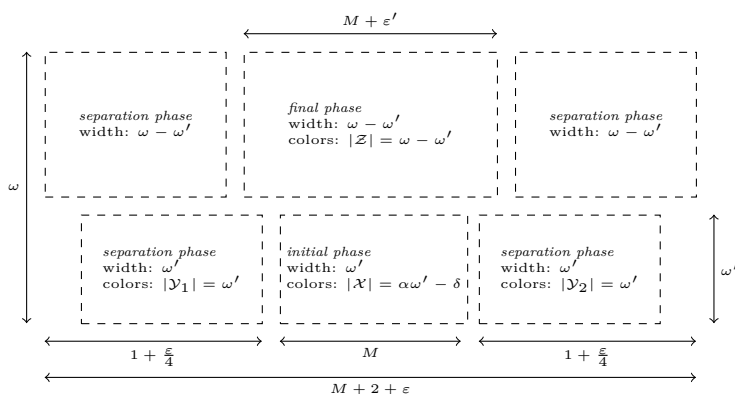 M + ε′
separation phase
width: ω − ω′
final phase
width: ω − ω′
colors: |𝒵| = ω − ω′
separation phase
width: ω − ω′
ω
separation phase
width: ω′
colors: |𝒴₁| = ω′
initial phase
width: ω′
colors: |𝒳| = αω′ − δ
separation phase
width: ω′
colors: |𝒴₂| = ω′
ω′
1 + ε/4
M
1 + ε/4
M + 2 + ε